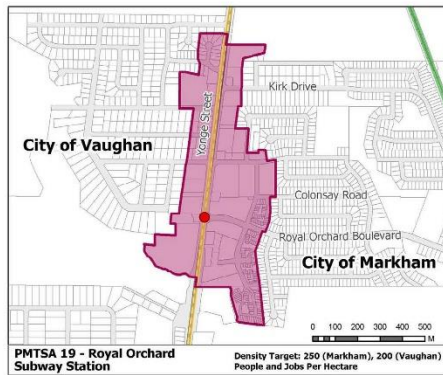 Kirk Drive
Yonge Street
City of Vaughan
Colonsay Road
Royal Orchard Boulevard
City of Markham
0 100 200 300 400 500
M
PMTSA 19 - Royal Orchard
Subway Station
Density Target: 250 (Markham), 200 (Vaughan)
People and Jobs Per Hectare